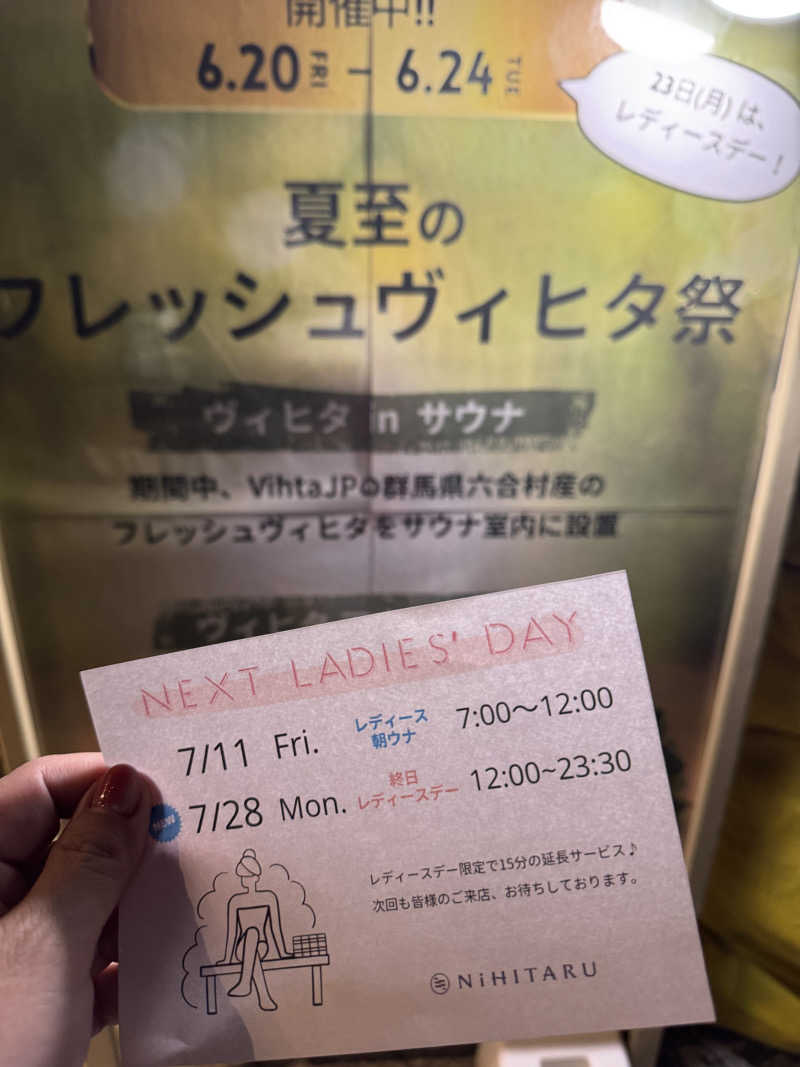 開催中!!
6.20 FRI – 6.24 TUE
23日(月)は、
レディースデー!
夏至の
フレッシュヴィヒタ祭
ヴィヒタ in サウナ
期間中、VihtaJPの群馬県六合村産の
フレッシュヴィヒタをサウナ室内に設置
ヴィヒタ
NEXT LADIES' DAY
7/11 Fri. レディース朝ウナ 7:00〜12:00
NEW 7/28 Mon. 終日レディースデー 12:00~23:30
レディースデー限定で15分の延長サービス♪
次回も皆様のご来店、お待ちしております。
NiHITARU